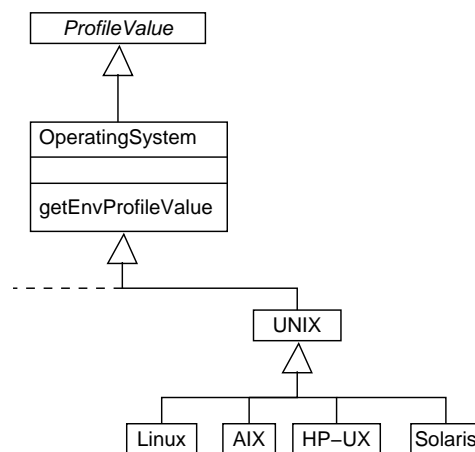 ProfileValue
OperatingSystem
getEnvProfileValue
UNIX
Linux
AIX
HP−UX
Solaris